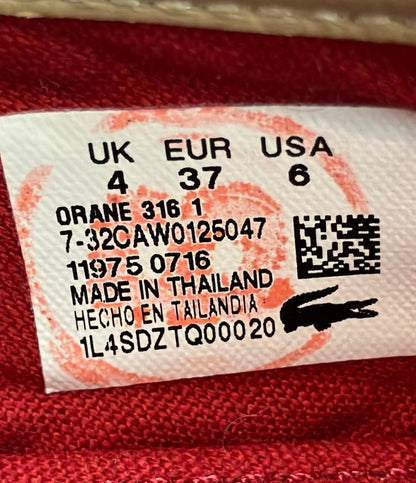 UK EUR USA
4 37 6
ORANE 316 1
7-32CAW0125047
11975 0716
MADE IN THAILAND
HECHO EN TAILANDIA
1L4SDZTQ00020